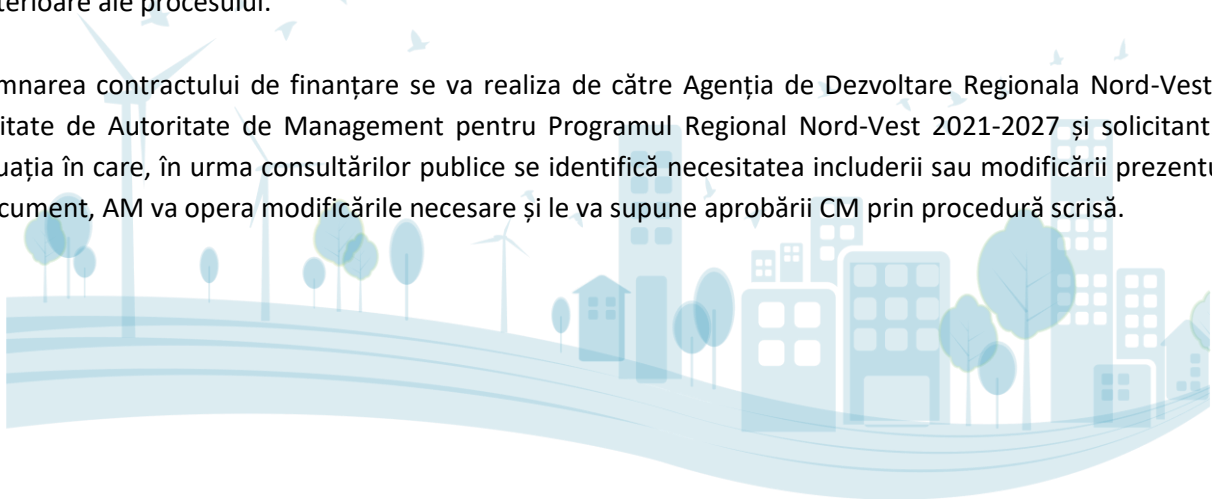 terioare ale procesului.
mnarea contractului de finanțare se va realiza de către Agenția de Dezvoltare Regionala Nord-Vest
itate de Autoritate de Management pentru Programul Regional Nord-Vest 2021-2027 și solicitant
uația în care, în urma consultărilor publice se identifică necesitatea includerii sau modificării prezentu
cument, AM va opera modificările necesare și le va supune aprobării CM prin procedură scrisă.